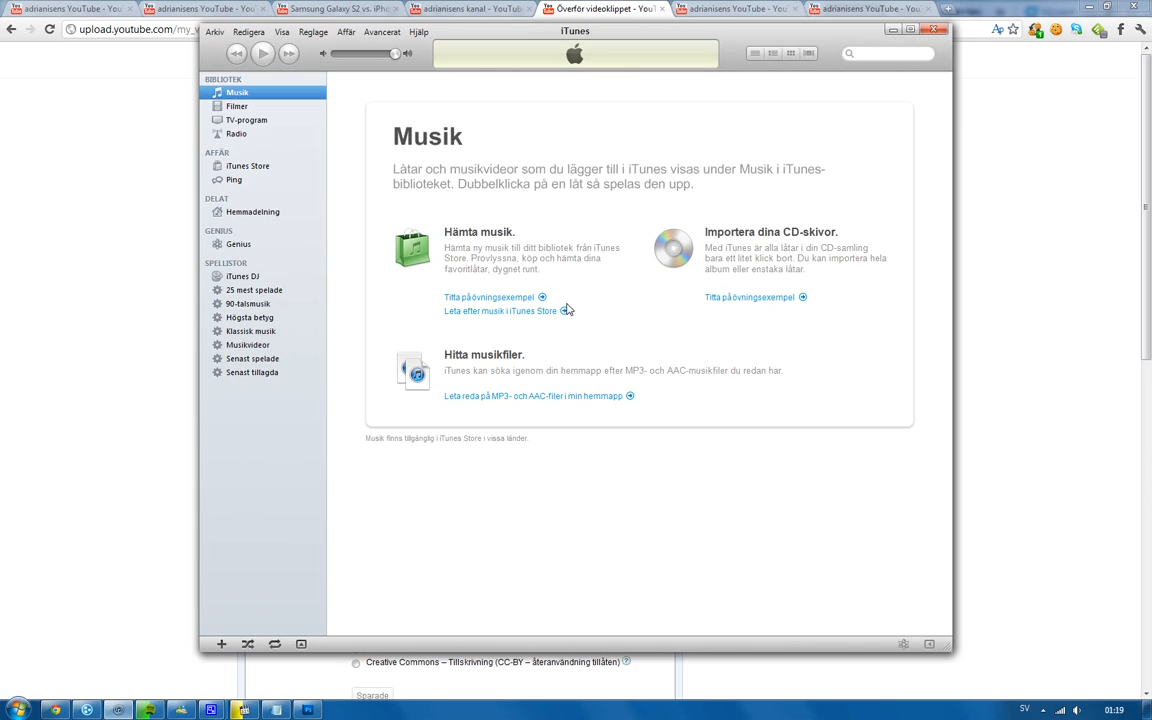 adrianisens YouTube - You
adrianisens YouTube - You
Samsung Galaxy S2 vs. iPho
adrianisens kanal - YouTub
Överför videoklippet - You
adrianisens YouTube - You
adrianisens YouTube - You
upload.youtube.com/my_v
iTunes
Arkiv Redigera Visa Reglage Affär Avancerat Hjälp
BIBLIOTEK
Musik
Filmer
TV-program
Radio
AFFÄR
iTunes Store
Ping
DELAT
Hemmadelning
GENIUS
Genius
SPELLISTOR
iTunes DJ
25 mest spelade
90-talsmusik
Högsta betyg
Klassisk musik
Musikvideor
Senast spelade
Senast tillagda
Musik
Låtar och musikvideor som du lägger till i iTunes visas under Musik i iTunes-
biblioteket. Dubbelklicka på en låt så spelas den upp.
Hämta musik.
Hämta ny musik till ditt bibliotek från iTunes
Store. Provlyssna, köp och hämta dina
favoritlåtar, dygnet runt.
Titta på övningsexempel
Leta efter musik i iTunes Store
Importera dina CD-skivor.
Med iTunes är alla låtar i din CD-samling
bara ett litet klick bort. Du kan importera hela
album eller enstaka låtar.
Titta på övningsexempel
Hitta musikfiler.
iTunes kan söka igenom din hemmapp efter MP3- och AAC-musikfiler du redan har.
Leta reda på MP3- och AAC-filer i min hemmapp
Musik finns tillgänglig i iTunes Store i vissa länder.
Creative Commons – Tillskrivning (CC-BY – återanvändning tillåten) ?
Sparade
SV
01:19